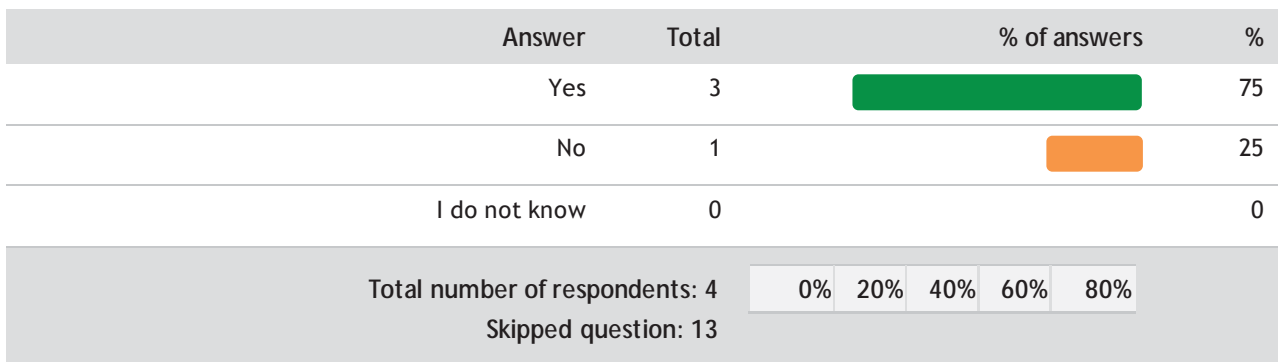 Answer Total % of answers %
Yes 3 75
No 1 25
I do not know 0 0
Total number of respondents: 4 0% 20% 40% 60% 80%
Skipped question: 13